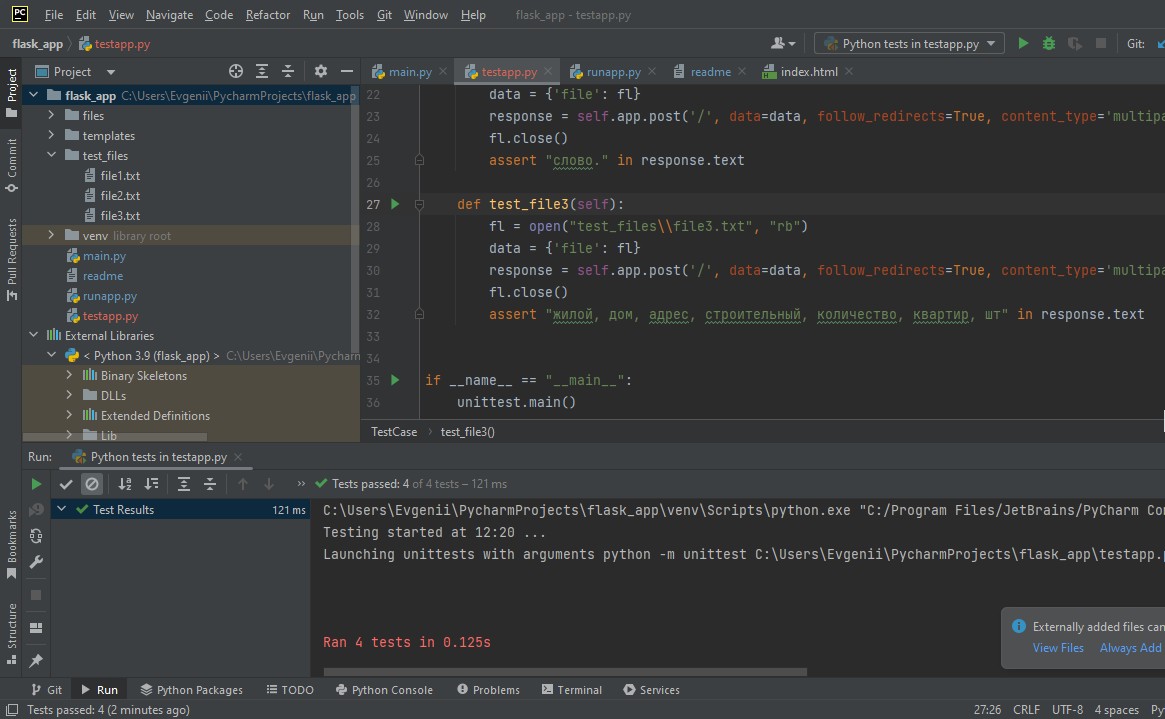 PC File Edit View Navigate Code Refactor Run Tools Git Window Help flask_app - testapp.py
flask_app testapp.py Python tests in testapp.py Git:
Project main.py testapp.py runapp.py readme index.html
Project
Commit
Pull Requests
Bookmarks
Structure
flask_app C:\Users\Evgenii\PycharmProjects\flask_app
files
templates
test_files
file1.txt
file2.txt
file3.txt
venv library root
main.py
readme
runapp.py
testapp.py
External Libraries
< Python 3.9 (flask_app) > C:\Users\Evgenii\Pycharm
Binary Skeletons
DLLs
Extended Definitions
Lib
22 data = {'file': fl}
23 response = self.app.post('/', data=data, follow_redirects=True, content_type='multipa
24 fl.close()
25 assert "слово." in response.text
26
27 def test_file3(self):
28 fl = open("test_files\\file3.txt", "rb")
29 data = {'file': fl}
30 response = self.app.post('/', data=data, follow_redirects=True, content_type='multipa
31 fl.close()
32 assert "жилой, дом, адрес, строительный, количество, квартир, шт" in response.text
33
34
35 if __name__ == "__main__":
36 unittest.main()
TestCase test_file3()
Run: Python tests in testapp.py
Tests passed: 4 of 4 tests – 121 ms
Test Results 121 ms
C:\Users\Evgenii\PycharmProjects\flask_app\venv\Scripts\python.exe "C:/Program Files/JetBrains/PyCharm Com
Testing started at 12:20 ...
Launching unittests with arguments python -m unittest C:\Users\Evgenii\PycharmProjects\flask_app\testapp.p
Ran 4 tests in 0.125s
Externally added files can
View Files Always Add
Git Run Python Packages TODO Python Console Problems Terminal Services
Tests passed: 4 (2 minutes ago) 27:26 CRLF UTF-8 4 spaces Py